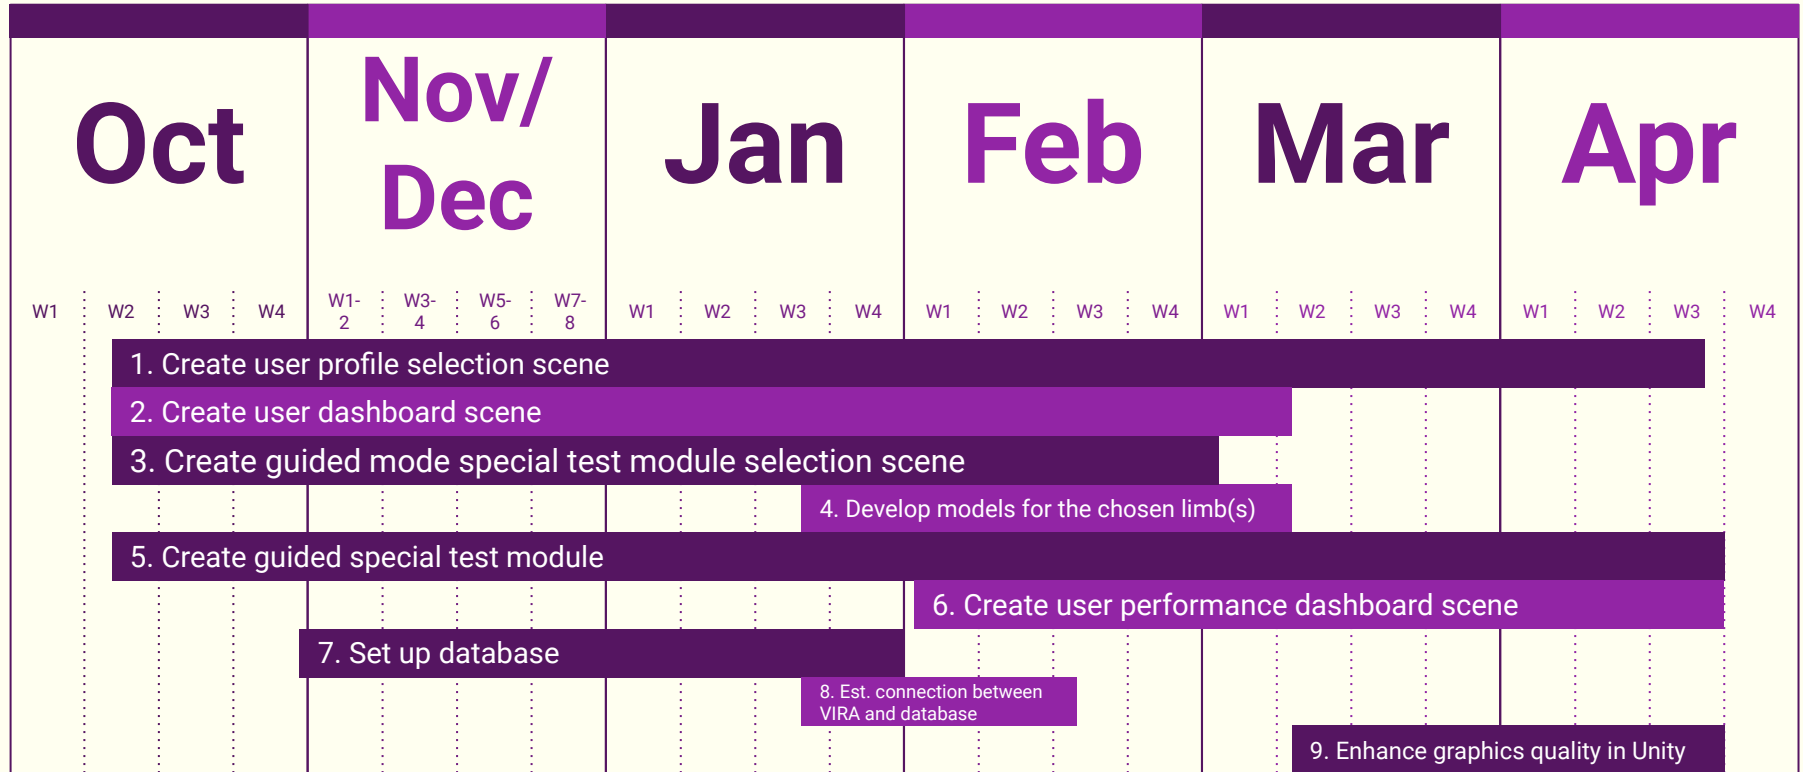 Oct
Nov/
Dec
Jan
Feb
Mar
Apr
W1 W2 W3 W4 W1- W3- W5- W7- W1 W2 W3 W4 W1 W2 W3 W4 W1 W2 W3 W4 W1 W2 W3 W4
2 4 6 8
1. Create user profile selection scene
2. Create user dashboard scene
3. Create guided mode special test module selection scene
4. Develop models for the chosen limb(s)
5. Create guided special test module
6. Create user performance dashboard scene
7. Set up database
8. Est. connection between
VIRA and database
9. Enhance graphics quality in Unity